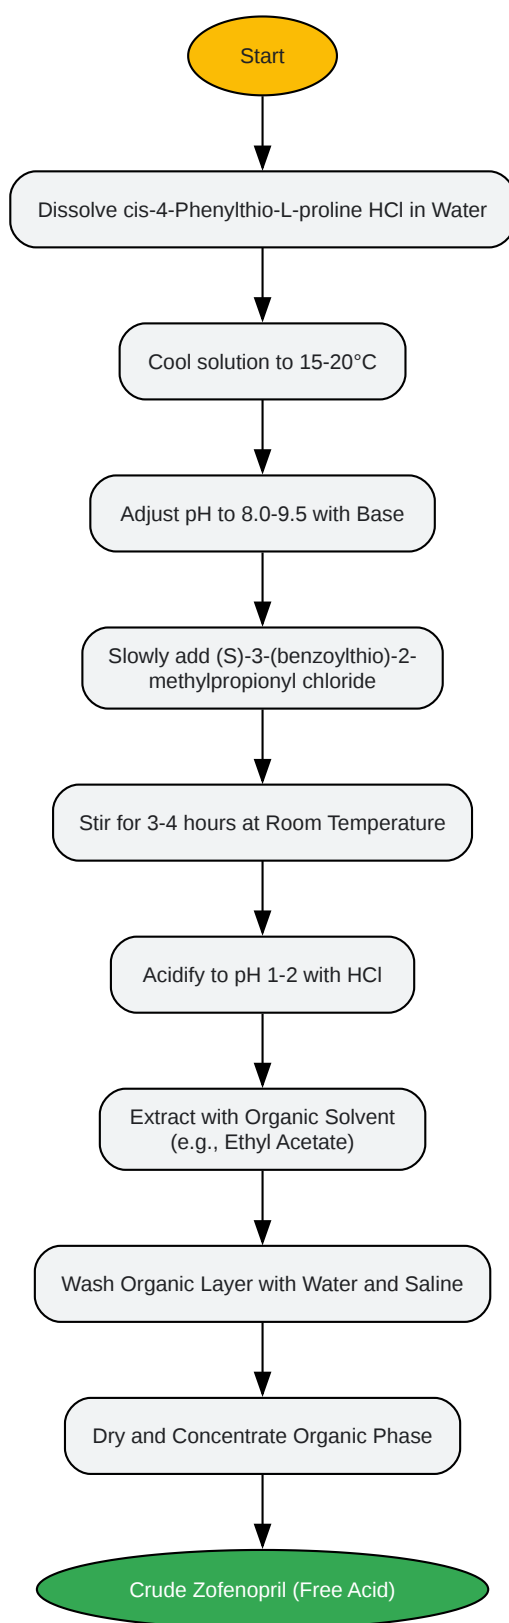 Start
Dissolve cis-4-Phenylthio-L-proline HCl in Water
Cool solution to 15-20°C
Adjust pH to 8.0-9.5 with Base
Slowly add (S)-3-(benzoylthio)-2-
methylpropionyl chloride
Stir for 3-4 hours at Room Temperature
Acidify to pH 1-2 with HCl
Extract with Organic Solvent
(e.g., Ethyl Acetate)
Wash Organic Layer with Water and Saline
Dry and Concentrate Organic Phase
Crude Zofenopril (Free Acid)